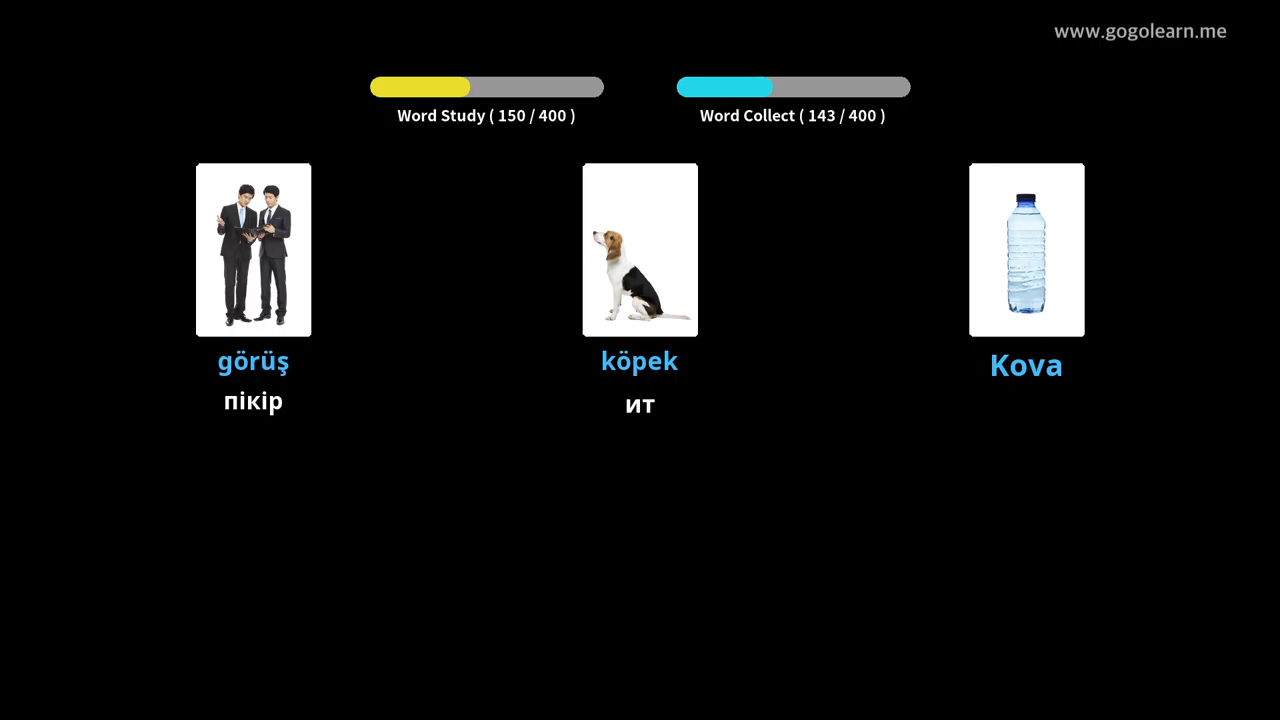 www.gogolearn.me
Word Study ( 150 / 400 )
Word Collect ( 143 / 400 )
görüş
köpek
Kova
пікір
ит